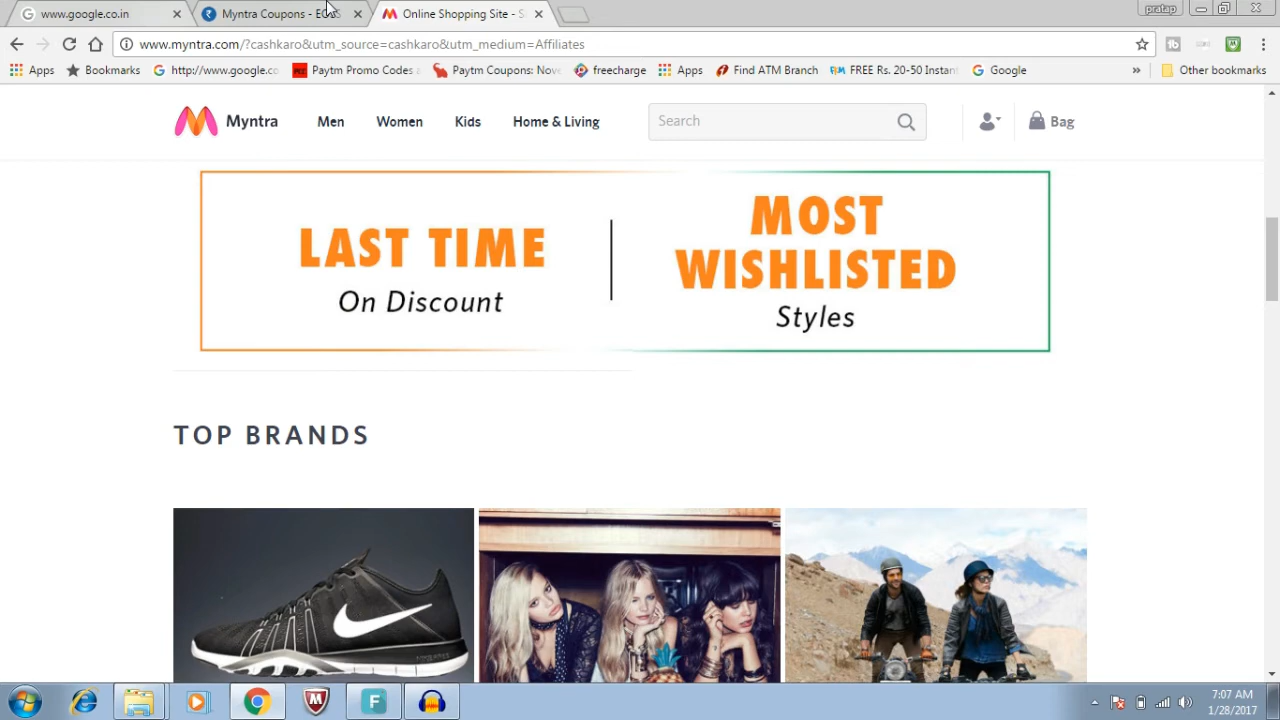 www.google.co.in
Myntra Coupons -
Online Shopping Site - S
pratap
www.myntra.com/?cashkaro&utm_source=cashkaro&utm_medium=Affiliates
Apps
Bookmarks
http://www.google.co
Paytm Promo Codes
Paytm Coupons: Nove
freecharge
Apps
Find ATM Branch
FREE Rs. 20-50 Instan
Google
»
Other bookmarks
Myntra
Men
Women
Kids
Home & Living
Search
Bag
LAST TIME
On Discount
MOST
WISHLISTED
Styles
TOP BRANDS
7:07 AM
1/28/2017